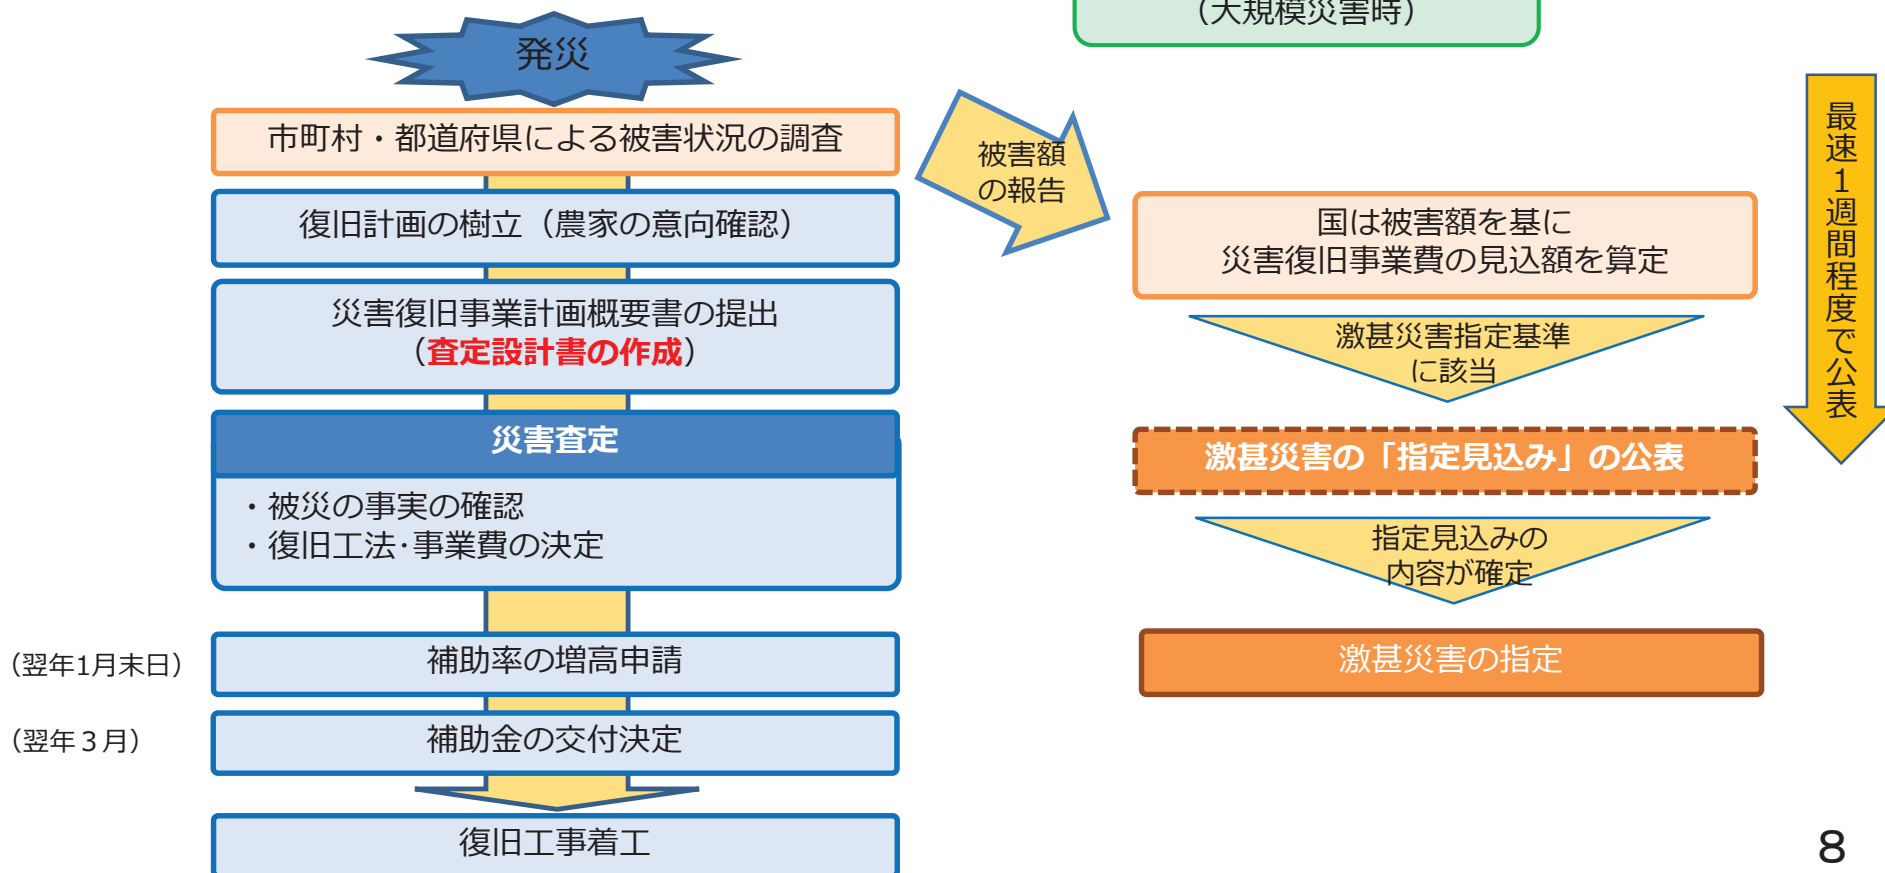 (大規模災害時)
発災
市町村・都道府県による被害状況の調査
復旧計画の樹立(農家の意向確認)
災害復旧事業計画概要書の提出
(査定設計書の作成)
災害査定
・被災の事実の確認
・復旧工法･事業費の決定
(翌年1月末日)
補助率の増高申請
(翌年３月)
補助金の交付決定
復旧工事着工
被害額
の報告
国は被害額を基に
災害復旧事業費の見込額を算定
激甚災害指定基準
に該当
激甚災害の「指定見込み」の公表
指定見込みの
内容が確定
激甚災害の指定
最速１週間程度で公表
8